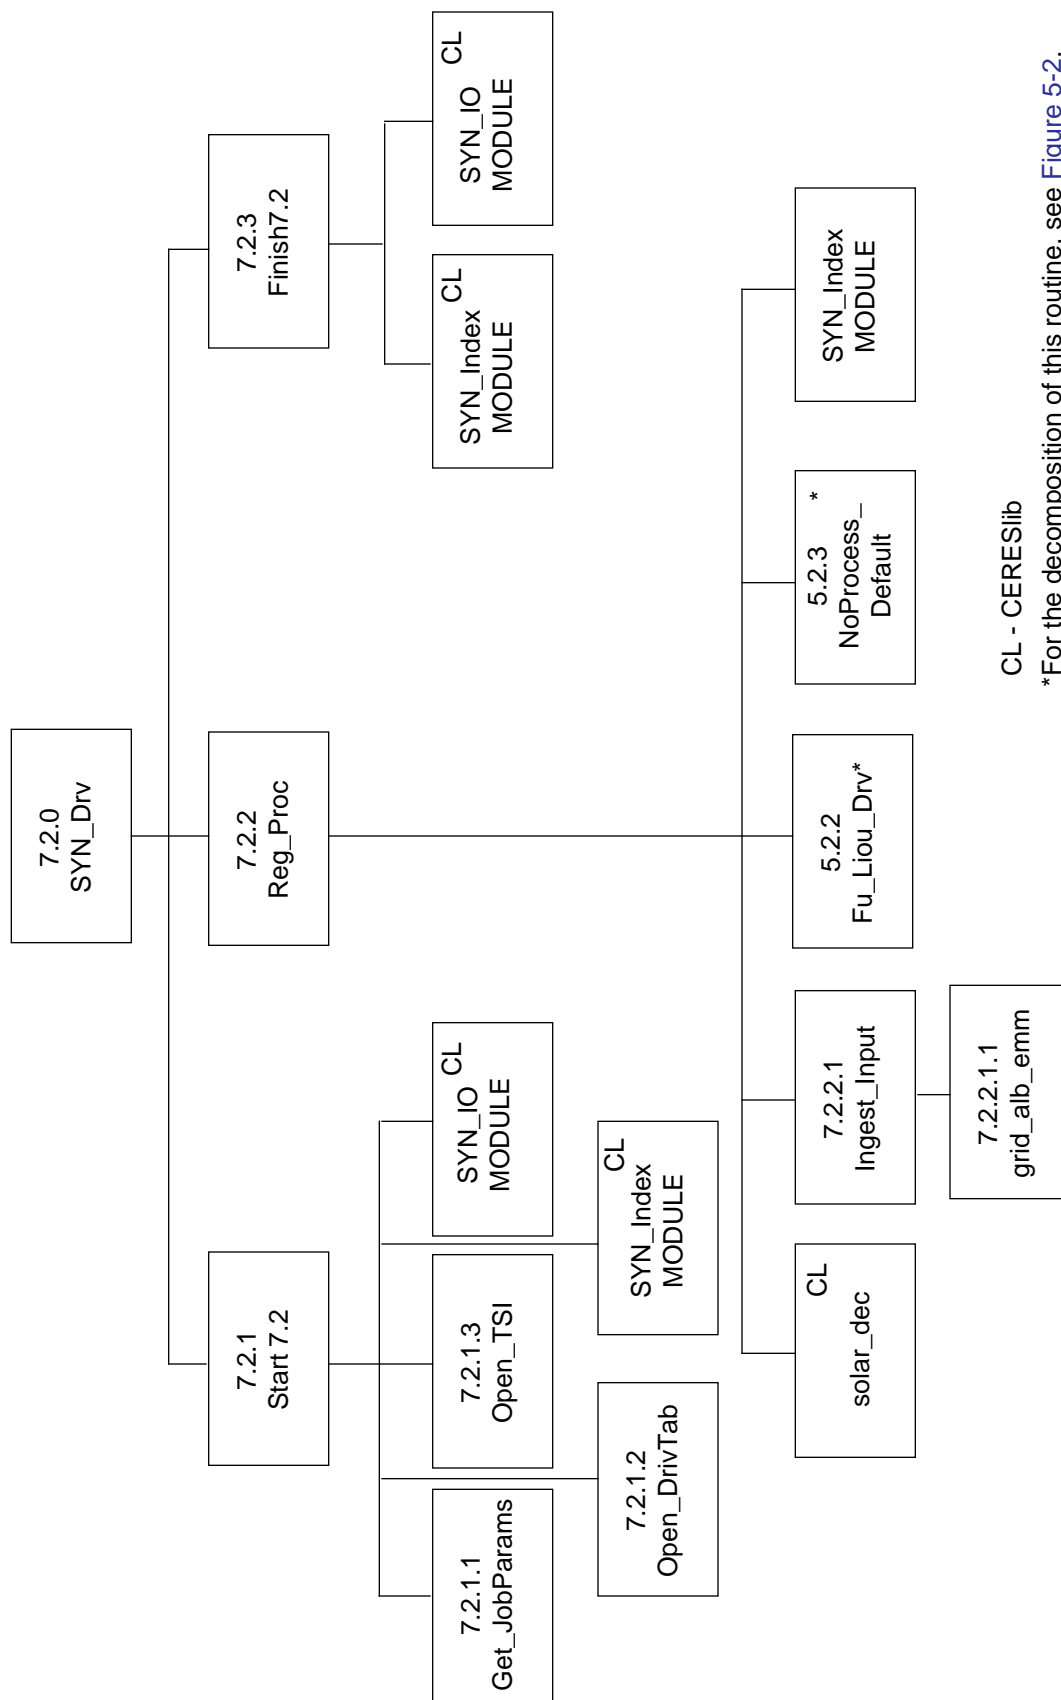 7.2.0
SYN_Drv
7.2.1
Start 7.2
7.2.2
Reg_Proc
7.2.3
Finish7.2
7.2.1.1
Get_JobParams
7.2.1.3
Open_TSI
CL
SYN_IO
MODULE
CL
SYN_Index
MODULE
CL
SYN_IO
MODULE
7.2.1.2
Open_DrivTab
CL
SYN_Index
MODULE
CL
solar_dec
7.2.2.1
Ingest_Input
5.2.2
Fu_Liou_Drv*
5.2.3 *
NoProcess_
Default
SYN_Index
MODULE
7.2.2.1.1
grid_alb_emm
CL - CERESlib
*For the decomposition of this routine, see Figure 5-2.